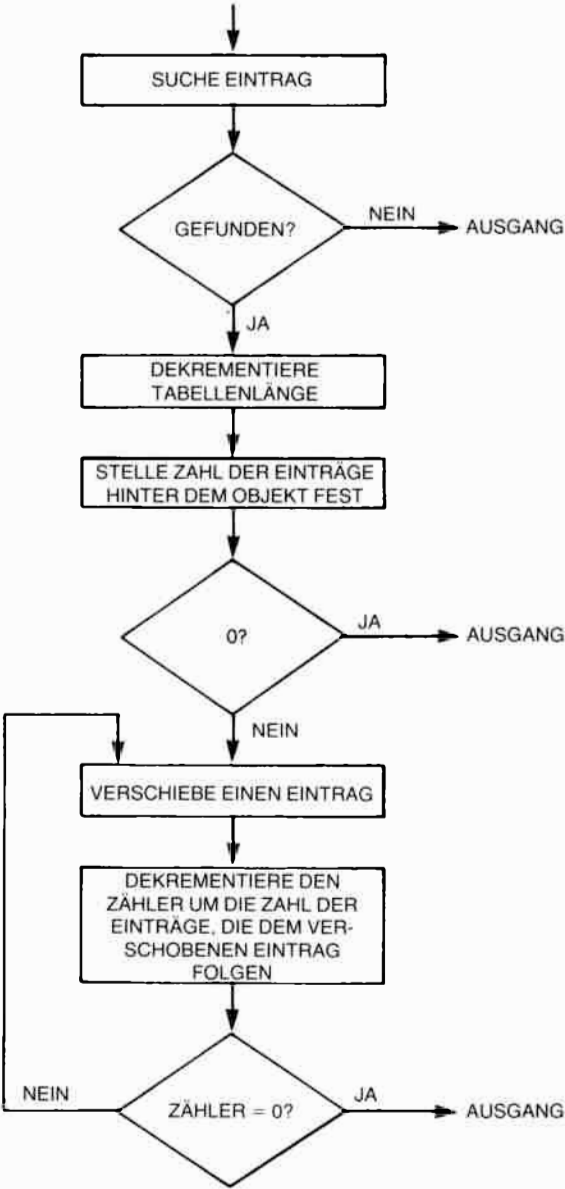 SUCHE EINTRAG
GEFUNDEN?
NEIN
AUSGANG
JA
DEKREMENTIERE
TABELLENLÄNGE
STELLE ZAHL DER EINTRÄGE
HINTER DEM OBJEKT FEST
0?
JA
AUSGANG
NEIN
VERSCHIEBE EINEN EINTRAG
DEKREMENTIERE DEN
ZÄHLER UM DIE ZAHL DER
EINTRÄGE, DIE DEM VER-
SCHOBENEN EINTRAG
FOLGEN
NEIN
ZÄHLER = 0?
JA
AUSGANG